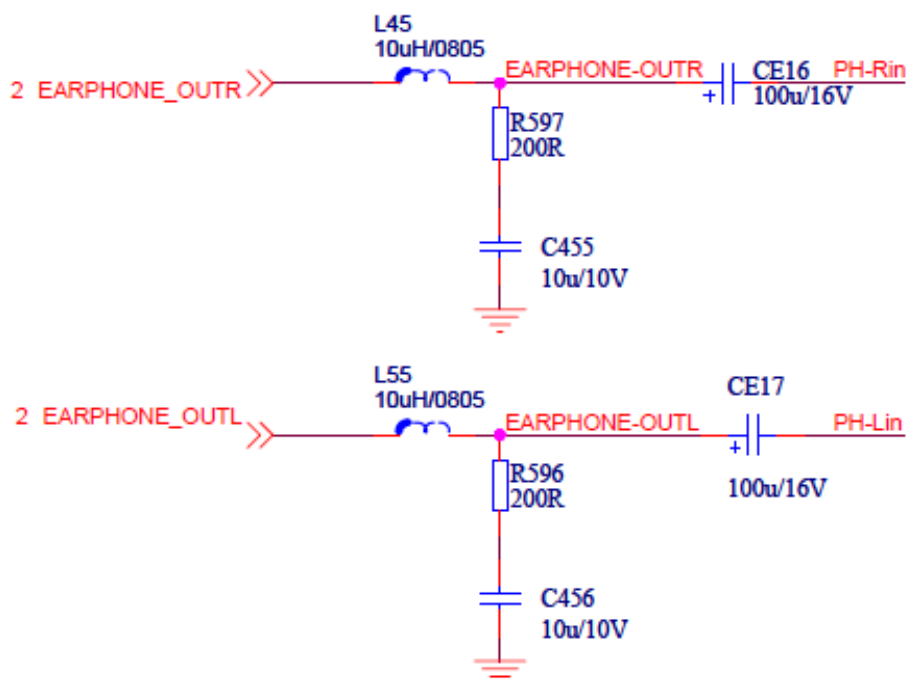 L45
10uH/0805
2 EARPHONE_OUTR
EARPHONE-OUTR
CE16
PH-Rin
+
100u/16V
R597
200R
C455
10u/10V
L55
10uH/0805
CE17
2 EARPHONE_OUTL
EARPHONE-OUTL
PH-Lin
+
100u/16V
R596
200R
C456
10u/10V